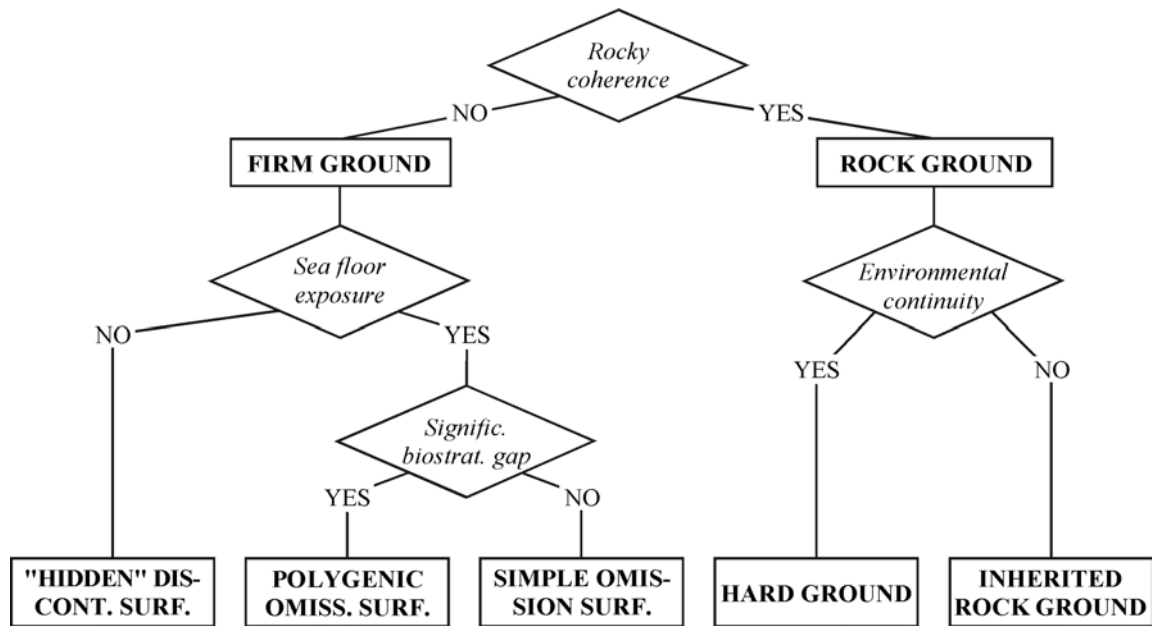 Rocky
coherence
NO
YES
FIRM GROUND
ROCK GROUND
Sea floor
exposure
Environmental
continuity
NO
YES
YES
NO
Signific.
biostrat. gap
YES
NO
"HIDDEN" DIS-
CONT. SURF.
POLYGENIC
OMISS. SURF.
SIMPLE OMIS-
SION SURF.
HARD GROUND
INHERITED
ROCK GROUND